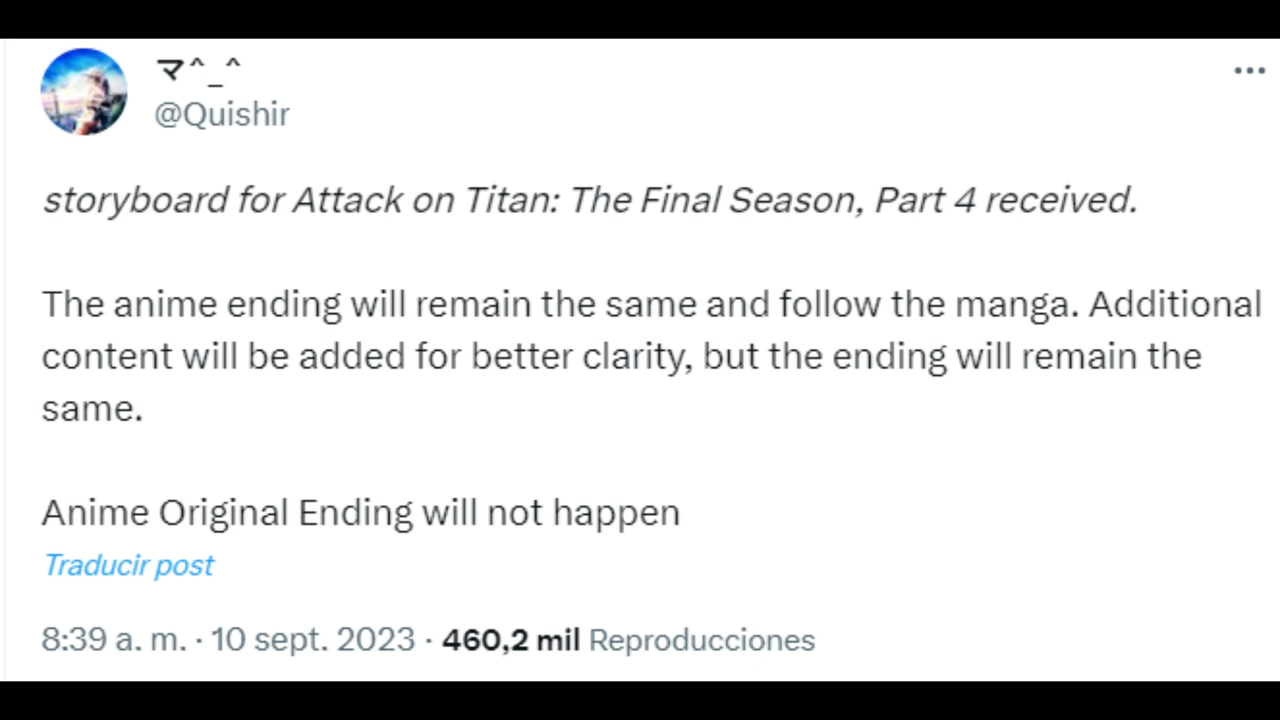 マ^_^
@Quishir
storyboard for Attack on Titan: The Final Season, Part 4 received.
The anime ending will remain the same and follow the manga. Additional
content will be added for better clarity, but the ending will remain the
same.
Anime Original Ending will not happen
Traducir post
8:39 a. m. · 10 sept. 2023 · 460,2 mil Reproducciones